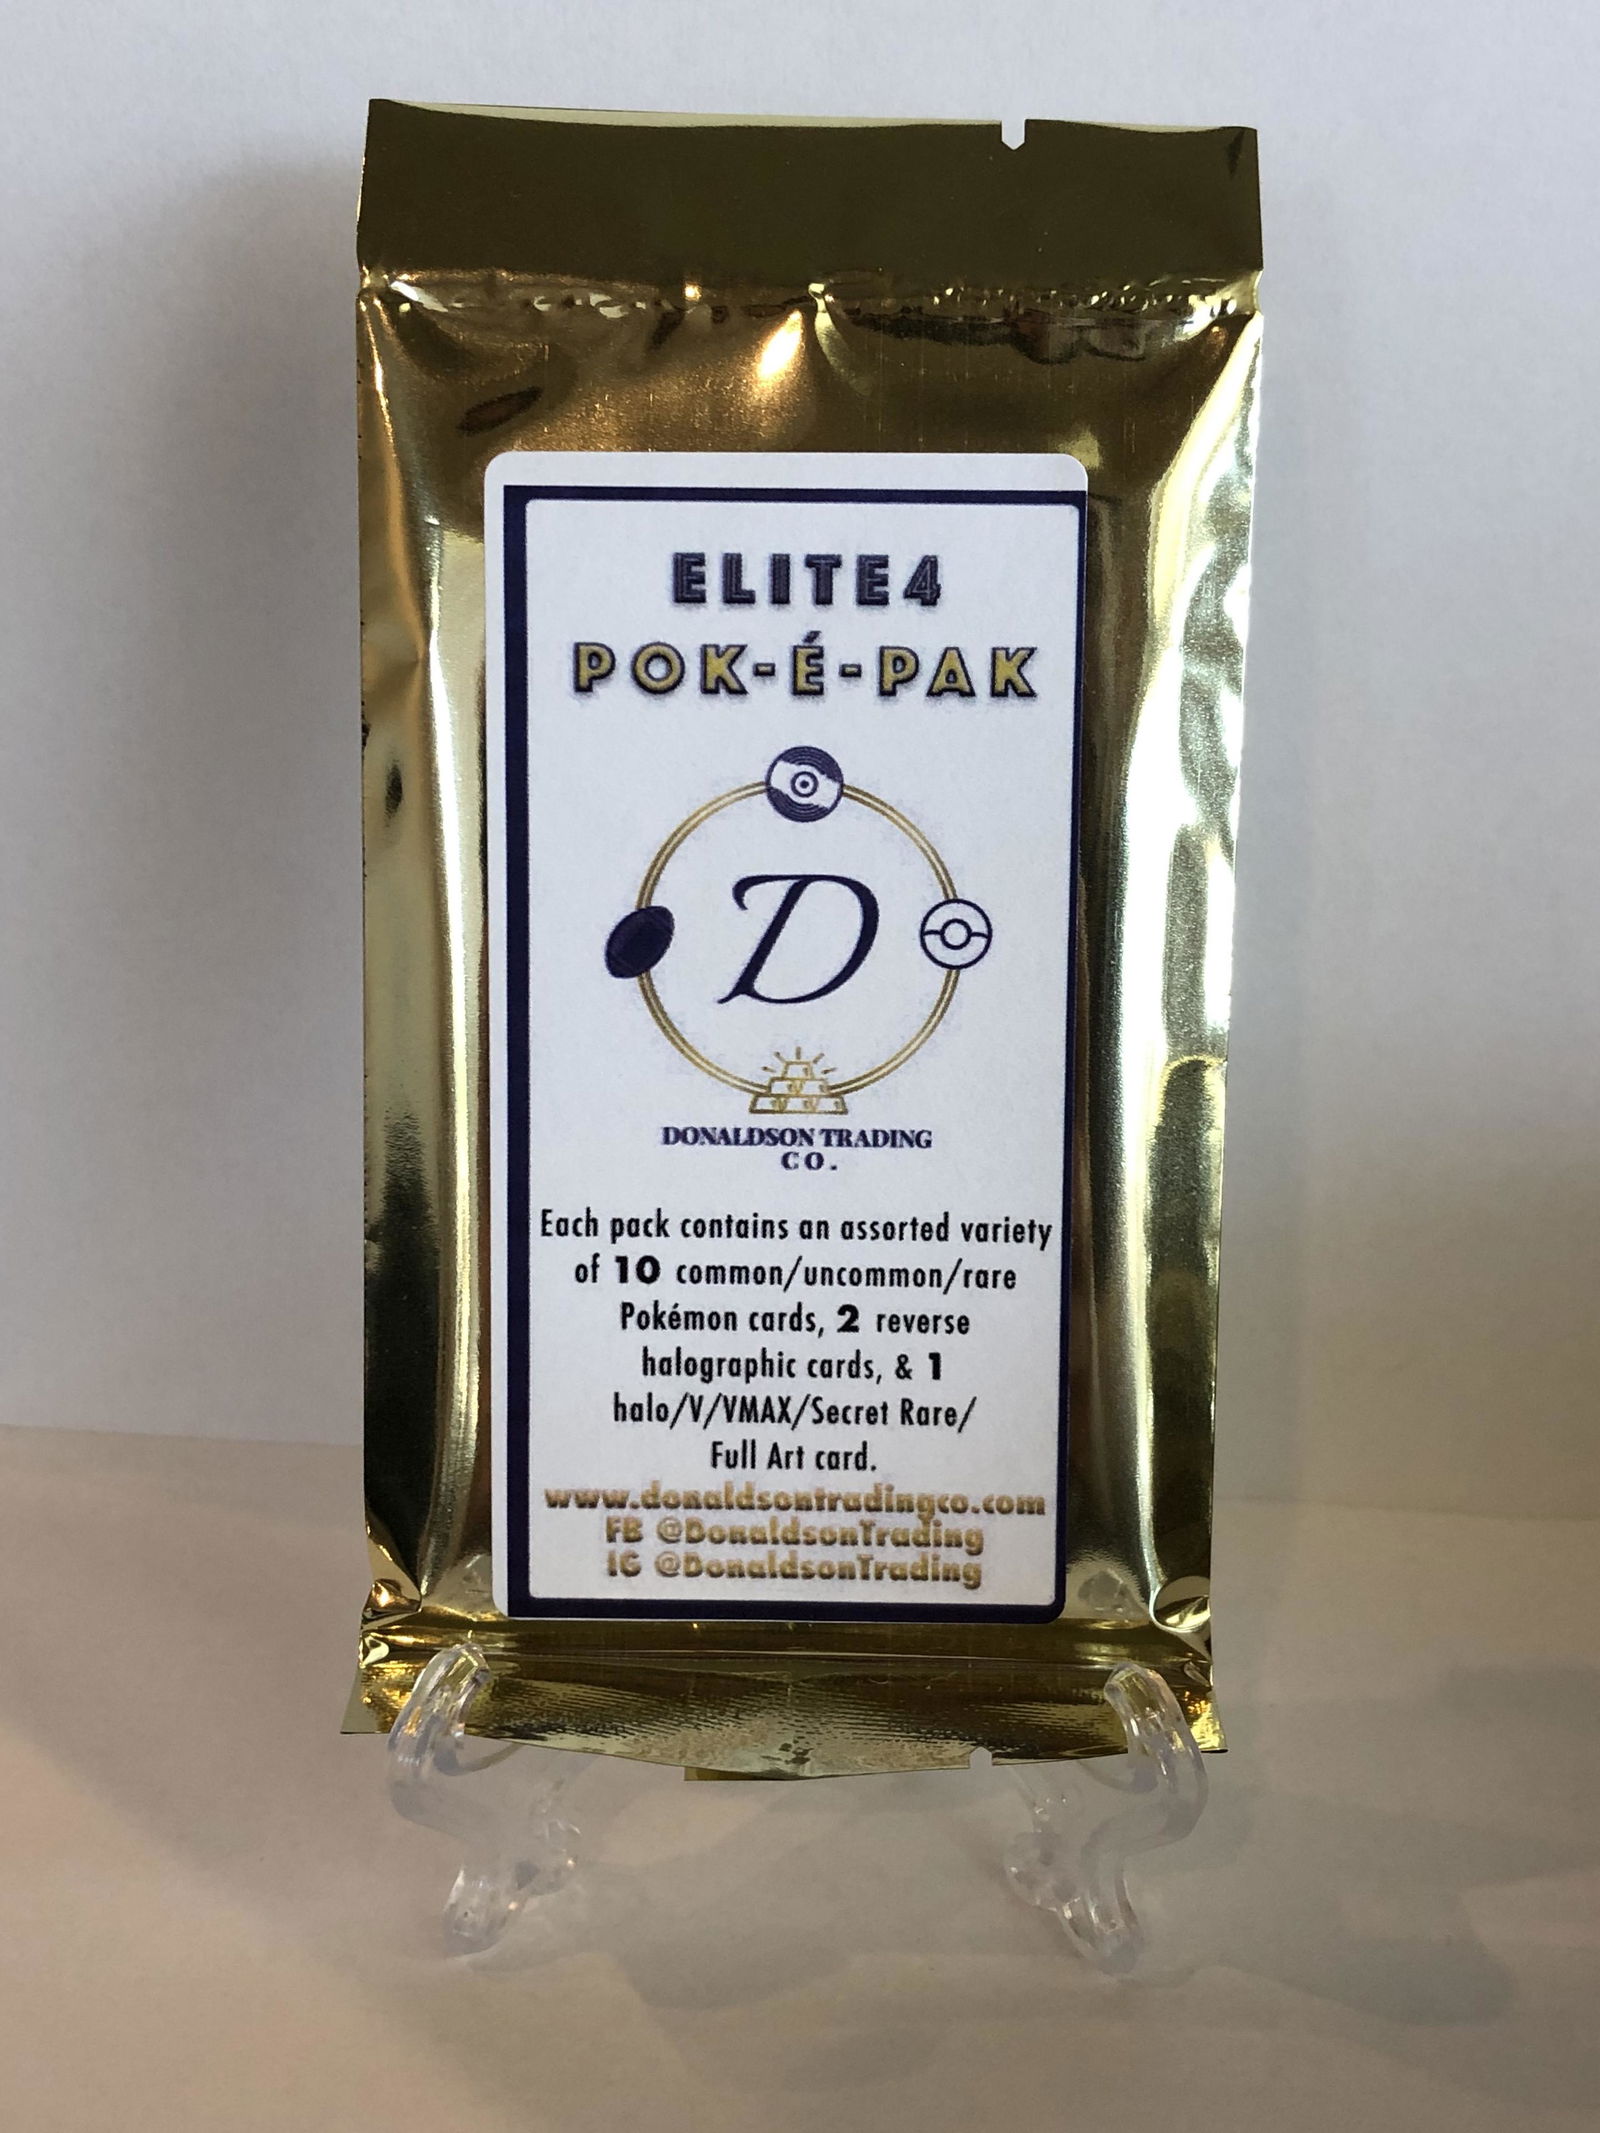 ELITE4
POK-É-PAK
D
DONALDSON TRADING
CO.
Each pack contains an assorted variety
of 10 common/uncommon/rare
Pokémon cards, 2 reverse
halographic cards, & 1
halo/V/VMAX/Secret Rare/
Full Art card.
www.donaldsontradingco.com
FB @DonaldsonTrading
IG @DonaldsonTrading